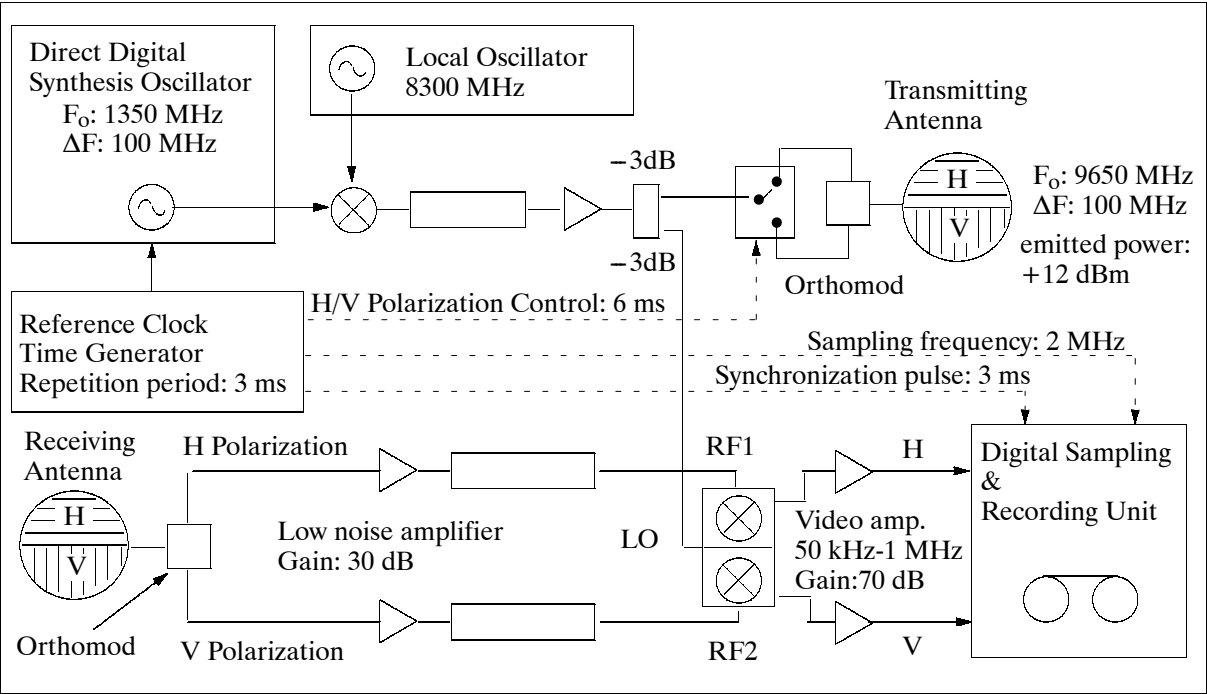 Direct Digital
Synthesis Oscillator
Fo: 1350 MHz
ΔF: 100 MHz
Local Oscillator
8300 MHz
−3dB
−3dB
Transmitting
Antenna
H
V
Fo: 9650 MHz
ΔF: 100 MHz
emitted power:
+12 dBm
Orthomod
H/V Polarization Control: 6 ms
Reference Clock
Time Generator
Repetition period: 3 ms
Sampling frequency: 2 MHz
Synchronization pulse: 3 ms
Receiving
Antenna
H
V
Orthomod
H Polarization
Low noise amplifier
Gain: 30 dB
V Polarization
RF1
LO
RF2
Video amp.
50 kHz-1 MHz
Gain:70 dB
H
V
Digital Sampling
&
Recording Unit